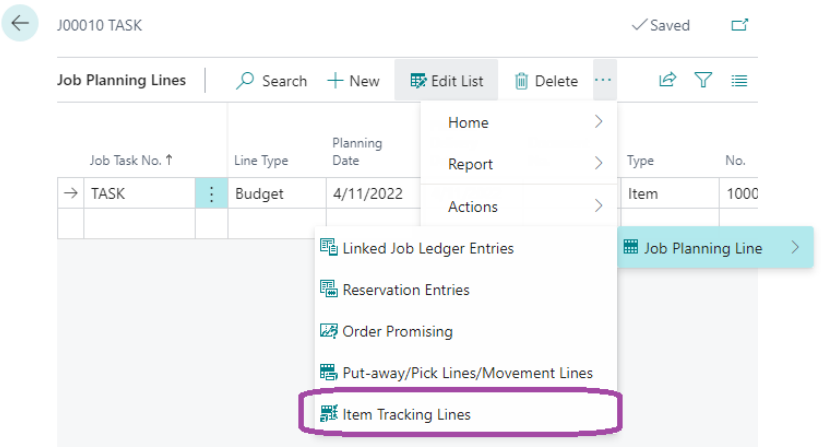 J00010 TASK
Saved
Job Planning Lines
Search
New
Edit List
Delete
Home
Report
Actions
Job Task No. ↑
Line Type
Planning
Date
Type
No.
TASK
Budget
4/11/2022
Item
1000
Job Planning Line
Linked Job Ledger Entries
Reservation Entries
Order Promising
Put-away/Pick Lines/Movement Lines
Item Tracking Lines